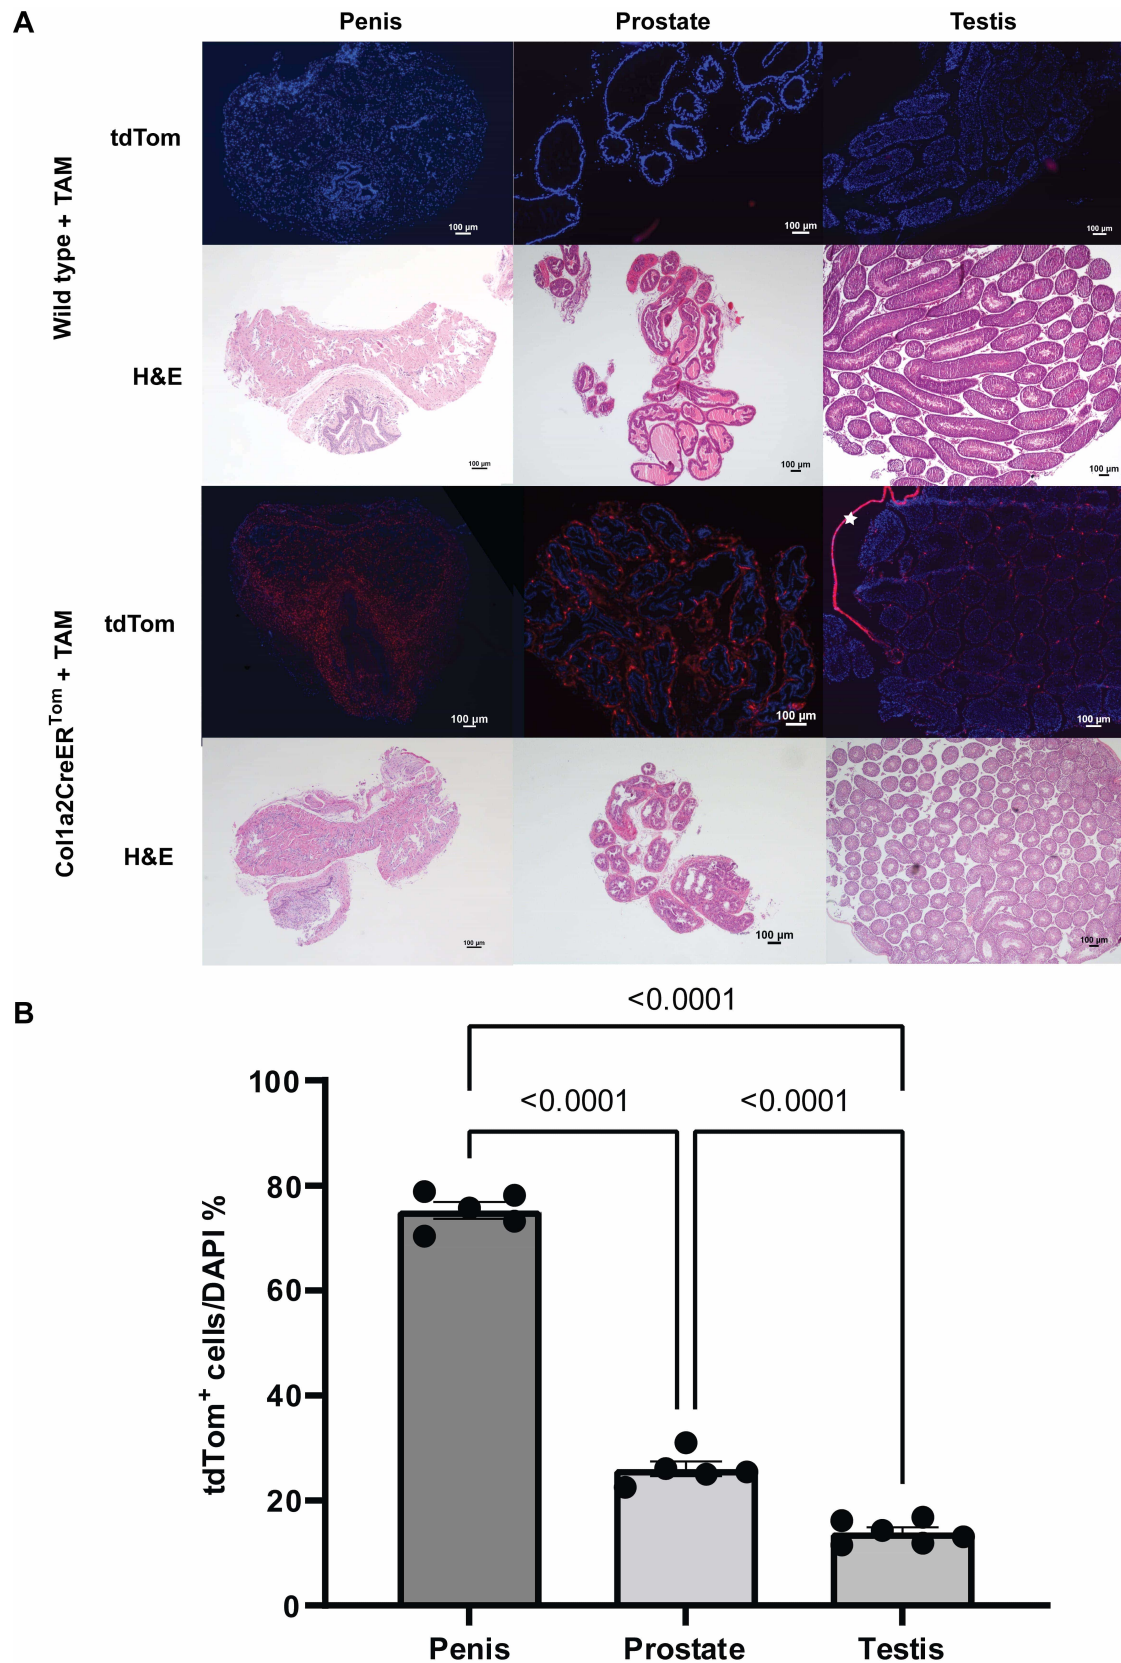 A
Penis
Prostate
Testis
Wild type + TAM
tdTom
100 µm
100 µm
100 µm
H&E
100 µm
100 µm
100 µm
Col1a2CreER^Tom + TAM
tdTom
100 µm
100 µm
100 µm
H&E
100 µm
100 µm
100 µm
B
<0.0001
<0.0001
<0.0001
tdTom⁺ cells/DAPI %
100
80
60
40
20
0
Penis
Prostate
Testis